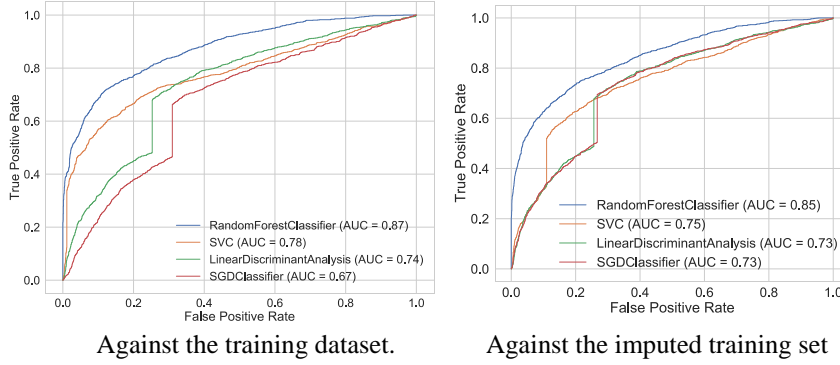 1.0
0.8
0.6
0.4
0.2
0.0
True Positive Rate
RandomForestClassifier (AUC = 0.87)
SVC (AUC = 0.78)
LinearDiscriminantAnalysis (AUC = 0.74)
SGDClassifier (AUC = 0.67)
0.0 0.2 0.4 0.6 0.8 1.0
False Positive Rate
Against the training dataset.
1.0
0.8
0.6
0.4
0.2
0.0
True Positive Rate
RandomForestClassifier (AUC = 0.85)
SVC (AUC = 0.75)
LinearDiscriminantAnalysis (AUC = 0.73)
SGDClassifier (AUC = 0.73)
0.0 0.2 0.4 0.6 0.8 1.0
False Positive Rate
Against the imputed training set